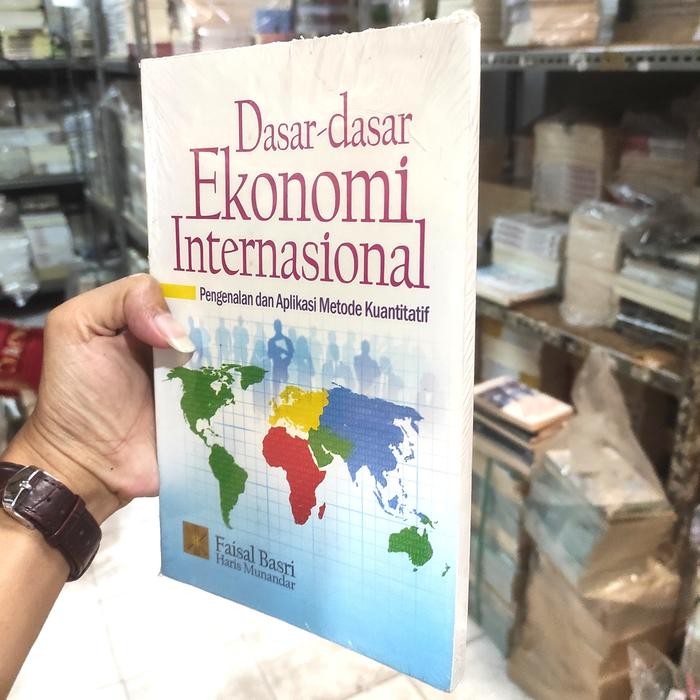 Dasar-dasar
Ekonomi
Internasional
Pengenalan dan Aplikasi Metode Kuantitatif
Faisal Basri
Haris Munandar